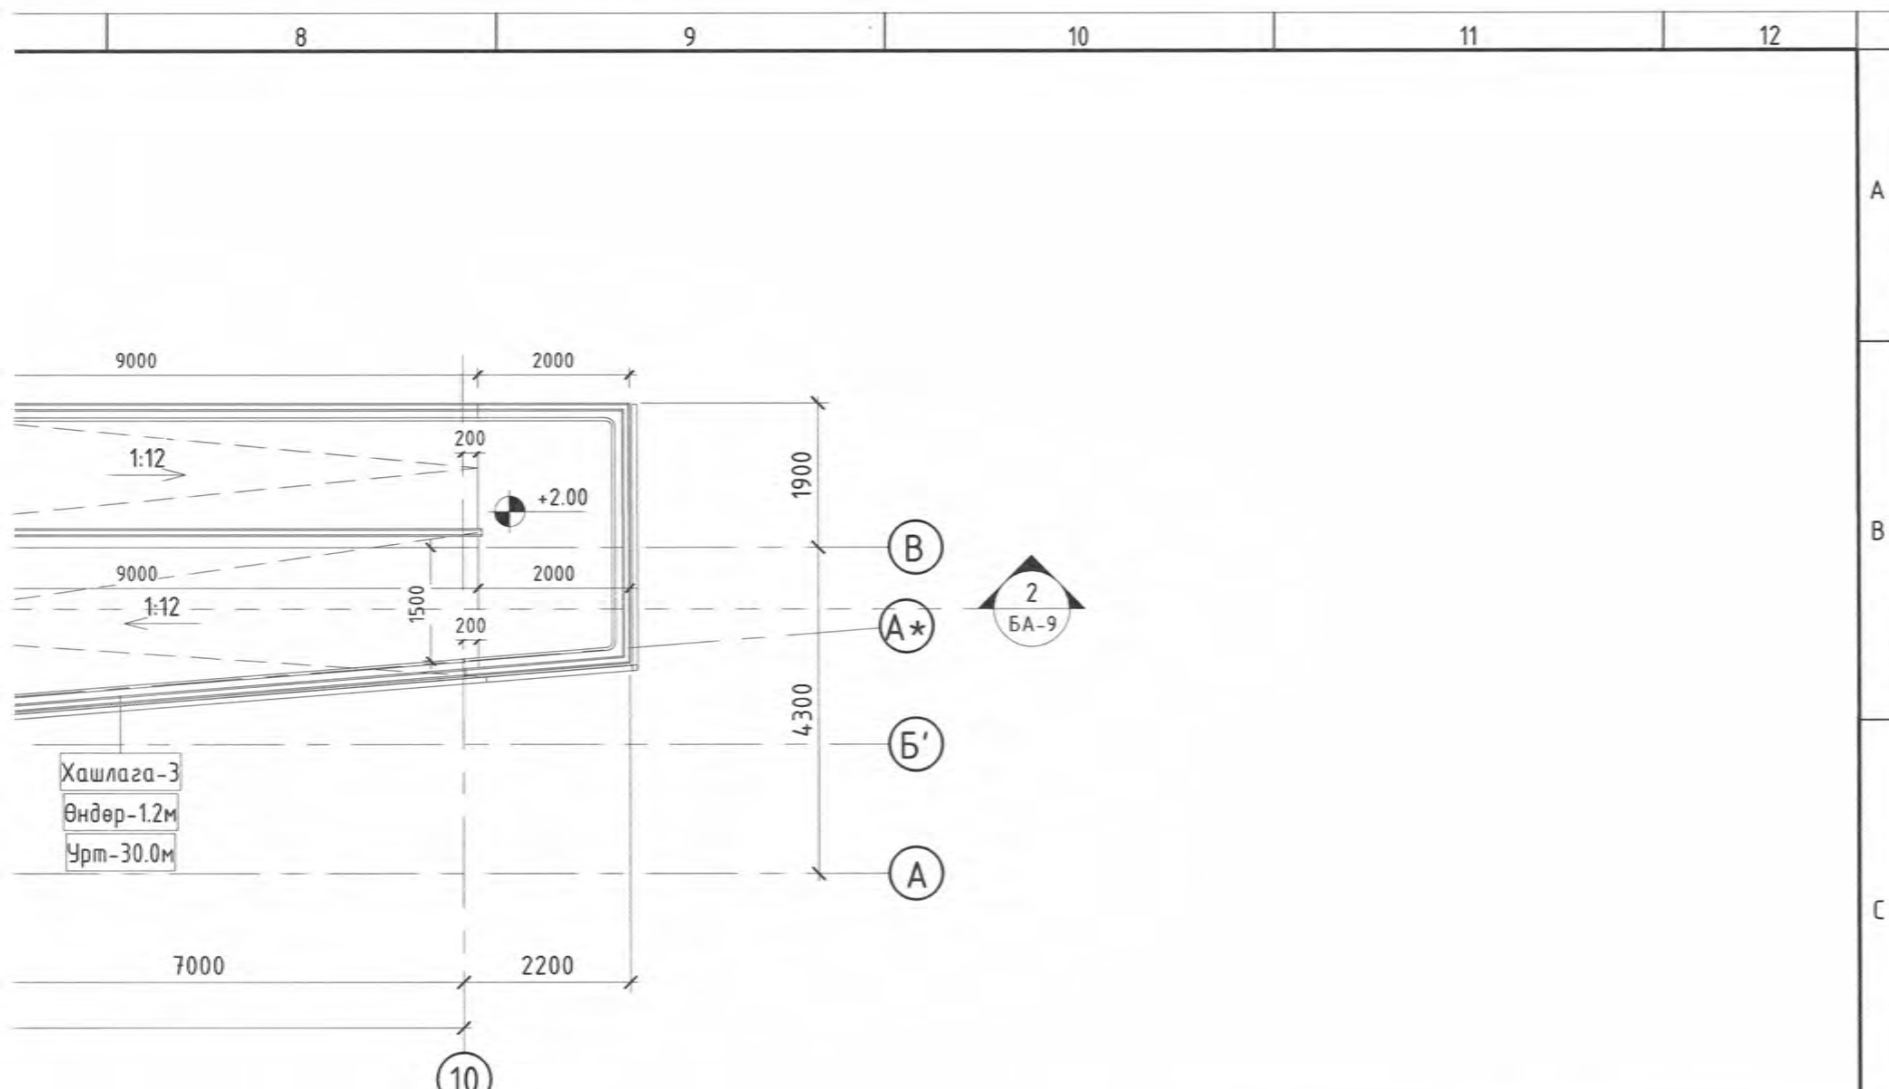 8 9 10 11 12
A
9000 2000
200
1:12
1900
+2.00
B
В
9000 2000
2
1:12
1500
БА-9
200
А*
4300
Б'
Хашлага-3
Өндөр-1.2м
Урт-30.0м
А
C
7000 2200
10